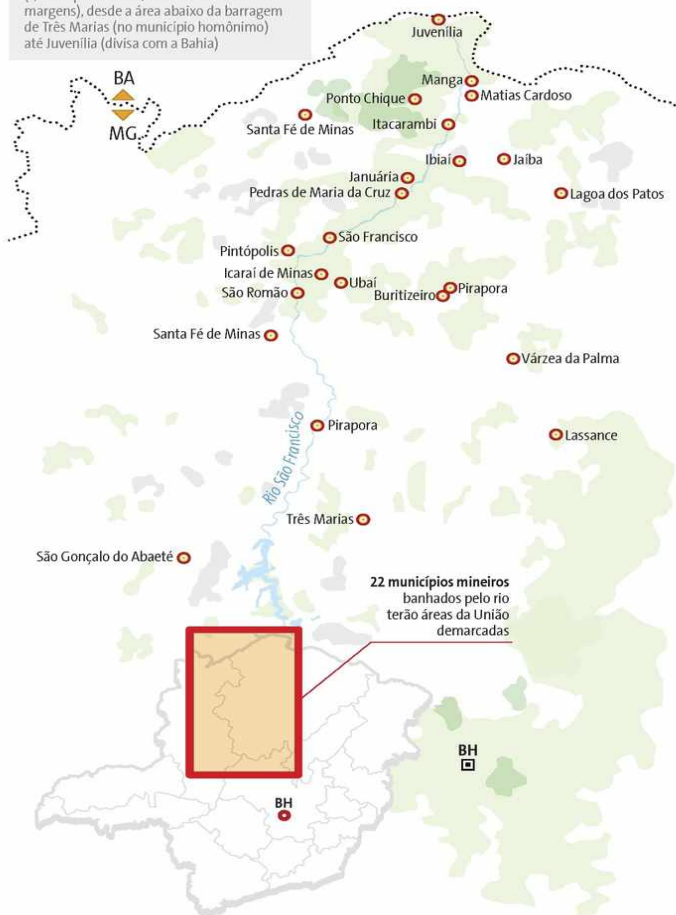 margens), desde a área abaixo da barragem
de Três Marias (no município homônimo)
até Juvenília (divisa com a Bahia)
Juvenília
BA
MG
Manga
Ponto Chique
Matias Cardoso
Santa Fé de Minas
Itacarambi
Ibiaí
Jaíba
Januária
Pedras de Maria da Cruz
Lagoa dos Patos
São Francisco
Pintópolis
Icaraí de Minas
Ubaí
São Romão
Buritizeiro
Pirapora
Santa Fé de Minas
Várzea da Palma
Pirapora
Lassance
Rio São Francisco
Três Marias
São Gonçalo do Abaeté
22 municípios mineiros
banhados pelo rio
terão áreas da União
demarcadas
BH
BH